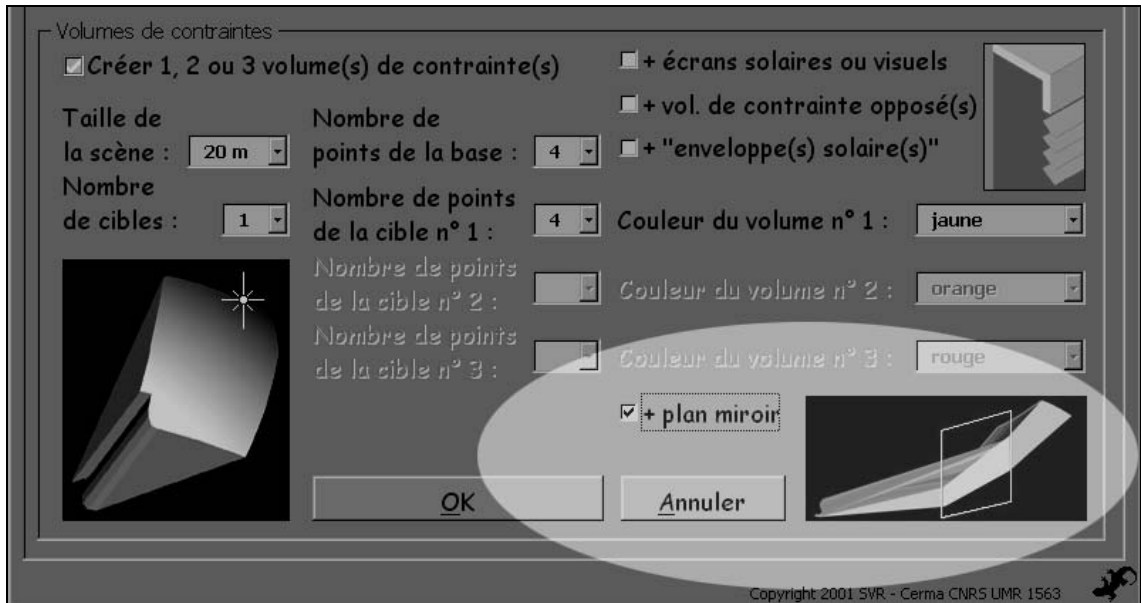 Volumes de contraintes
Créer 1, 2 ou 3 volume(s) de contrainte(s)
+ écrans solaires ou visuels
+ vol. de contrainte opposé(s)
+ "enveloppe(s) solaire(s)"
Taille de
la scène : 20 m
Nombre de
points de la base : 4
Nombre
de cibles : 1
Nombre de points
de la cible n° 1 : 4
Couleur du volume n° 1 : jaune
Nombre de points
de la cible n° 2 :
Couleur du volume n° 2 : orange
Nombre de points
de la cible n° 3 :
Couleur du volume n° 3 : rouge
+ plan miroir
OK
Annuler
Copyright 2001 SVR - Cerma CNRS UMR 1563